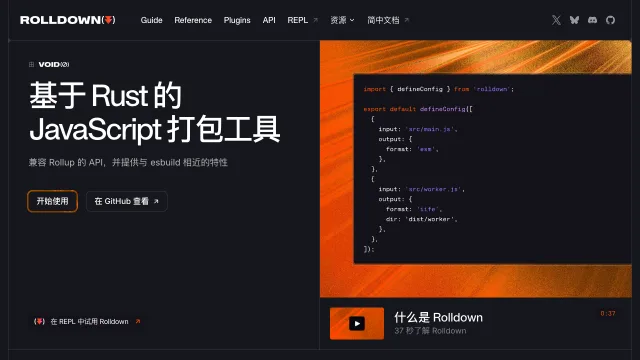 ROLLDOWN
Guide Reference Plugins API REPL 资源 简中文档
VOID(0)
基于 Rust 的
JavaScript 打包工具
兼容 Rollup 的 API，并提供与 esbuild 相近的特性
开始使用
在 GitHub 查看
在 REPL 中试用 Rolldown
import { defineConfig } from 'rolldown';
export default defineConfig([
{
input: 'src/main.js',
output: {
format: 'esm',
},
},
{
input: 'src/worker.js',
output: {
format: 'iife',
dir: 'dist/worker',
},
},
]);
什么是 Rolldown
37 秒了解 Rolldown
0:37